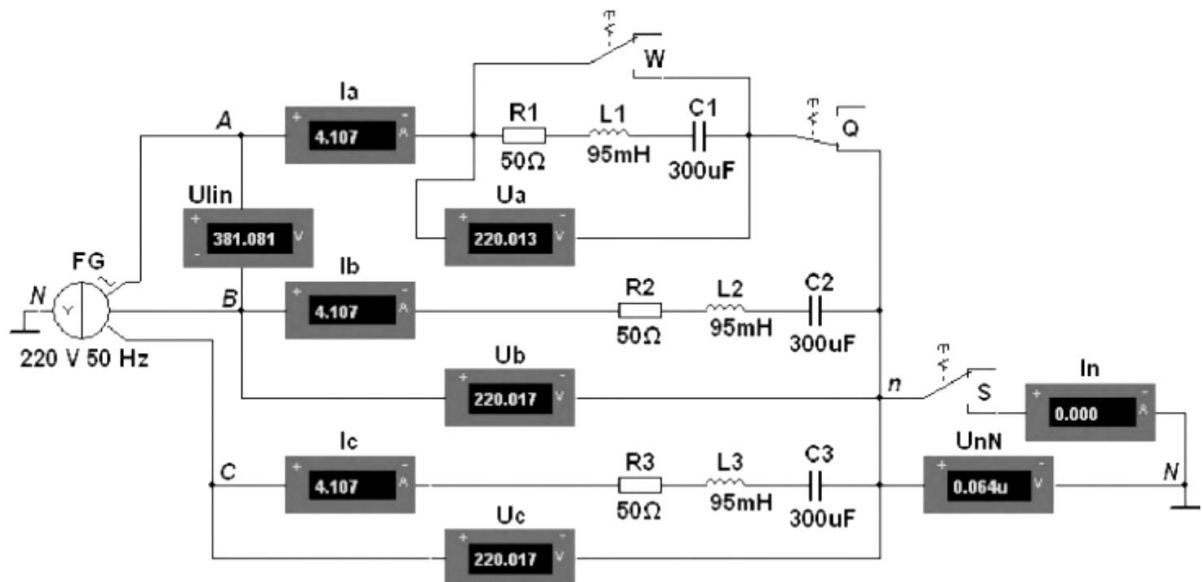 W
Ia
A
+ -
4.107 A
R1
L1
C1
50Ω
95mH
300uF
Q
Ulin
+
381.081 V
-
Ua
+ -
220.013 V
FG
N
Y
220 V 50 Hz
B
Ib
+ -
4.107 A
R2
L2
C2
50Ω
95mH
300uF
Ub
+ -
220.017 V
n
S
In
+ -
0.000 A
UnN
+ -
0.064u V
N
C
Ic
+ -
4.107 A
R3
L3
C3
50Ω
95mH
300uF
Uc
+ -
220.017 V